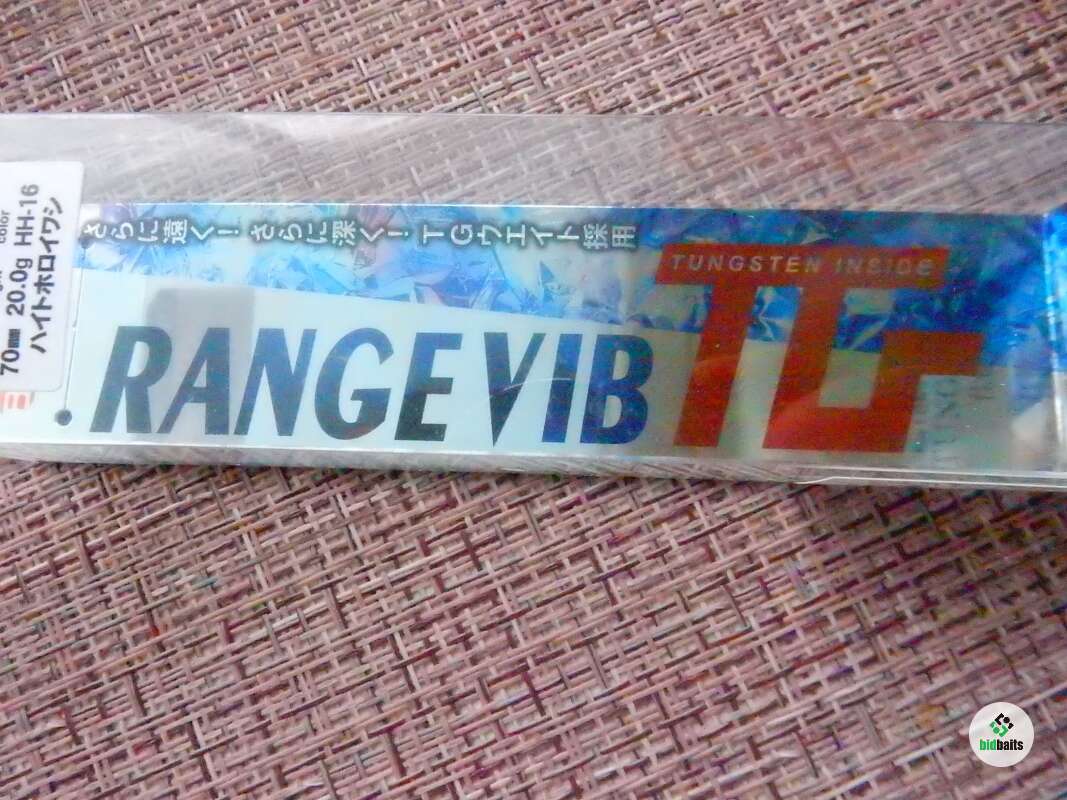 color
70mm 20.0g HH-16
ハイトホロイワシ
さらに遠く!さらに深く!TGウエイト採用
TUNGSTEN INSIDE
RANGE VIB
TG
bidbaits